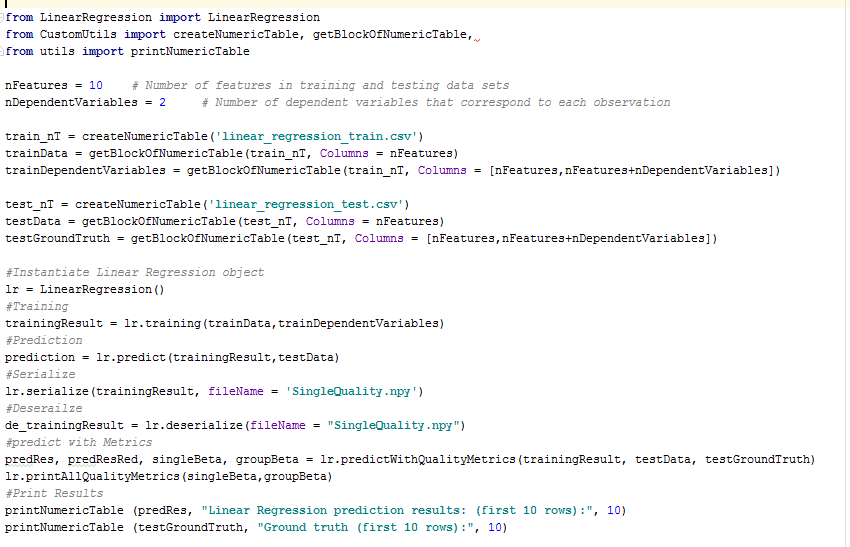 from LinearRegression import LinearRegression
from CustomUtils import createNumericTable, getBlockOfNumericTable,
from utils import printNumericTable
nFeatures = 10    # Number of features in training and testing data sets
nDependentVariables = 2     # Number of dependent variables that correspond to each observation
train_nT = createNumericTable('linear_regression_train.csv')
trainData = getBlockOfNumericTable(train_nT, Columns = nFeatures)
trainDependentVariables = getBlockOfNumericTable(train_nT, Columns = [nFeatures,nFeatures+nDependentVariables])
test_nT = createNumericTable('linear_regression_test.csv')
testData = getBlockOfNumericTable(test_nT, Columns = nFeatures)
testGroundTruth = getBlockOfNumericTable(test_nT, Columns = [nFeatures,nFeatures+nDependentVariables])
#Instantiate Linear Regression object
lr = LinearRegression()
#Training
trainingResult = lr.training(trainData,trainDependentVariables)
#Prediction
prediction = lr.predict(trainingResult,testData)
#Serialize
lr.serialize(trainingResult, fileName = 'SingleQuality.npy')
#Deserailze
de_trainingResult = lr.deserialize(fileName = "SingleQuality.npy")
#predict with Metrics
predRes, predResRed, singleBeta, groupBeta = lr.predictWithQualityMetrics(trainingResult, testData, testGroundTruth)
lr.printAllQualityMetrics(singleBeta,groupBeta)
#Print Results
printNumericTable (predRes, "Linear Regression prediction results: (first 10 rows):", 10)
printNumericTable (testGroundTruth, "Ground truth (first 10 rows):", 10)